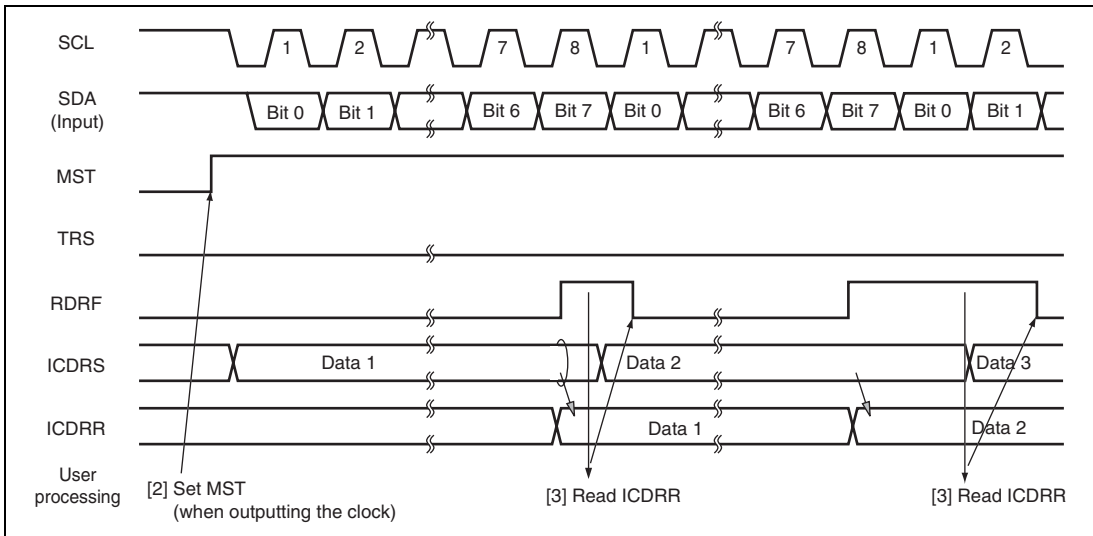 SCL 1 2 7 8 1 7 8 1 2
SDA
(Input)
Bit 0 Bit 1 Bit 6 Bit 7 Bit 0 Bit 6 Bit 7 Bit 0 Bit 1
MST
TRS
RDRF
ICDRS Data 1 Data 2 Data 3
ICDRR Data 1 Data 2
User
processing
[2] Set MST
(when outputting the clock)
[3] Read ICDRR
[3] Read ICDRR